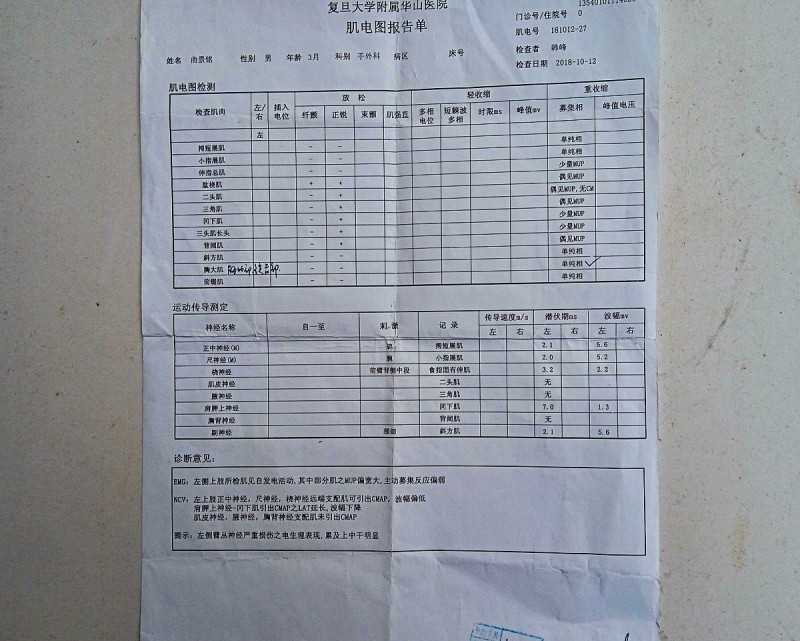 复旦大学附属华山医院
肌电图报告单
门诊号/住院号 0
肌电号 181012-27
检查者 韩峰
检查日期 2018-10-12
姓名 曲景铭 性别 男 年龄 3月 科别 手外科 病区 床号
肌电图检测
检查肌肉 左/右 插入电位 放松 轻收缩 重收缩
纤颤 正锐 束颤 肌强直 多相电位 短棘波多相 时限ms 峰值mv 募集相 峰值电压
左
拇短展肌 - - 单纯相
小指展肌 - - 单纯相
伸指总肌 - - 少量MUP
肱桡肌 + + 偶见MUP
二头肌 - + 偶见MUP,无CM
三角肌 - + 偶见MUP
冈下肌 - + 少量MUP
三头肌长头 - + 少量MUP
背阔肌 - + 偶见MUP
斜方肌 - - 单纯相
胸大肌 - - 单纯相
前锯肌 - - 单纯相
运动传导测定
神经名称 自—至 刺激 记录 传导速度m/s 潜伏期ms 波幅mv
左 右 左 右 左 右
正中神经(M) 腕 拇短展肌 2.1 5.6
尺神经(M) 腕 小指展肌 2.0 5.2
桡神经 前臂背侧中段 食指固有伸肌 3.2 2.2
肌皮神经 二头肌 无
腋神经 三角肌 无
肩胛上神经 冈下肌 7.0 1.3
胸背神经 背阔肌 无
副神经 颈部 斜方肌 2.1 5.6
诊断意见:
EMG: 左侧上肢所检肌见自发电活动,其中部分肌之MUP偏宽大,主动募集反应偏弱
NCV: 左上肢正中神经, 尺神经, 桡神经远端支配肌可引出CMAP, 波幅偏低
肩胛上神经-冈下肌引出CMAP之LAT延长,波幅下降
肌皮神经, 腋神经, 胸背神经支配肌未引出CMAP
提示: 左侧臂丛神经严重损伤之电生理表现,累及上中干明显